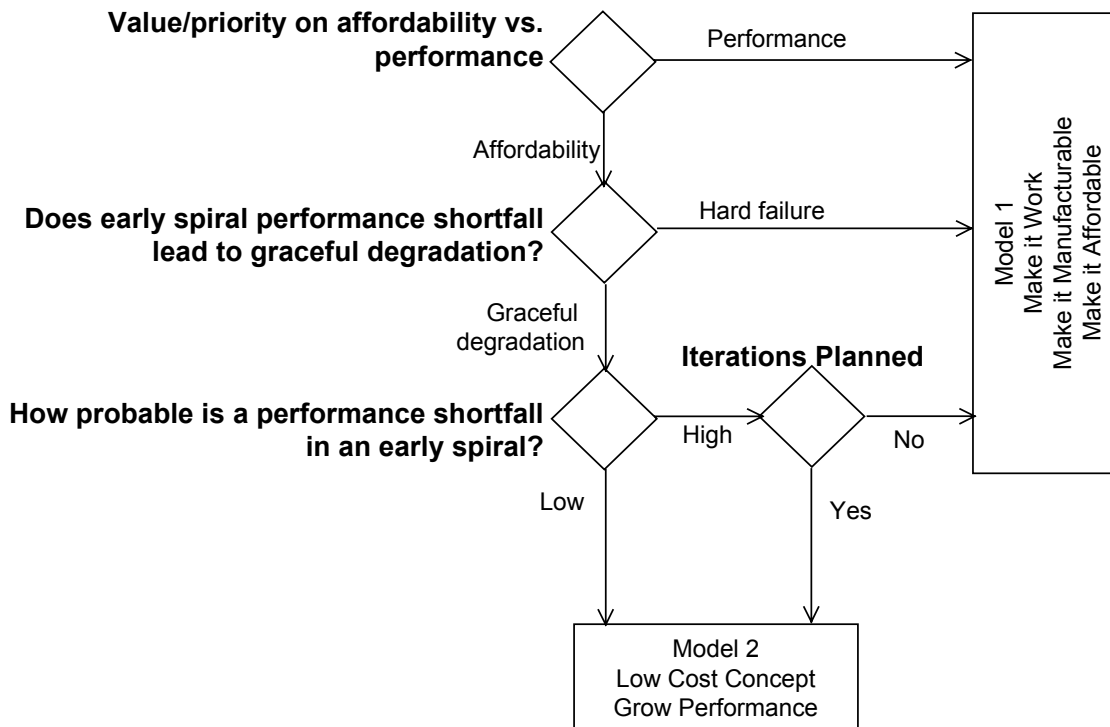 Value/priority on affordability vs.
performance
Performance
Affordability
Does early spiral performance shortfall
lead to graceful degradation?
Hard failure
Graceful
degradation
Iterations Planned
How probable is a performance shortfall
in an early spiral?
High
No
Low
Yes
Model 1
Make it Work
Make it Manufacturable
Make it Affordable
Model 2
Low Cost Concept
Grow Performance